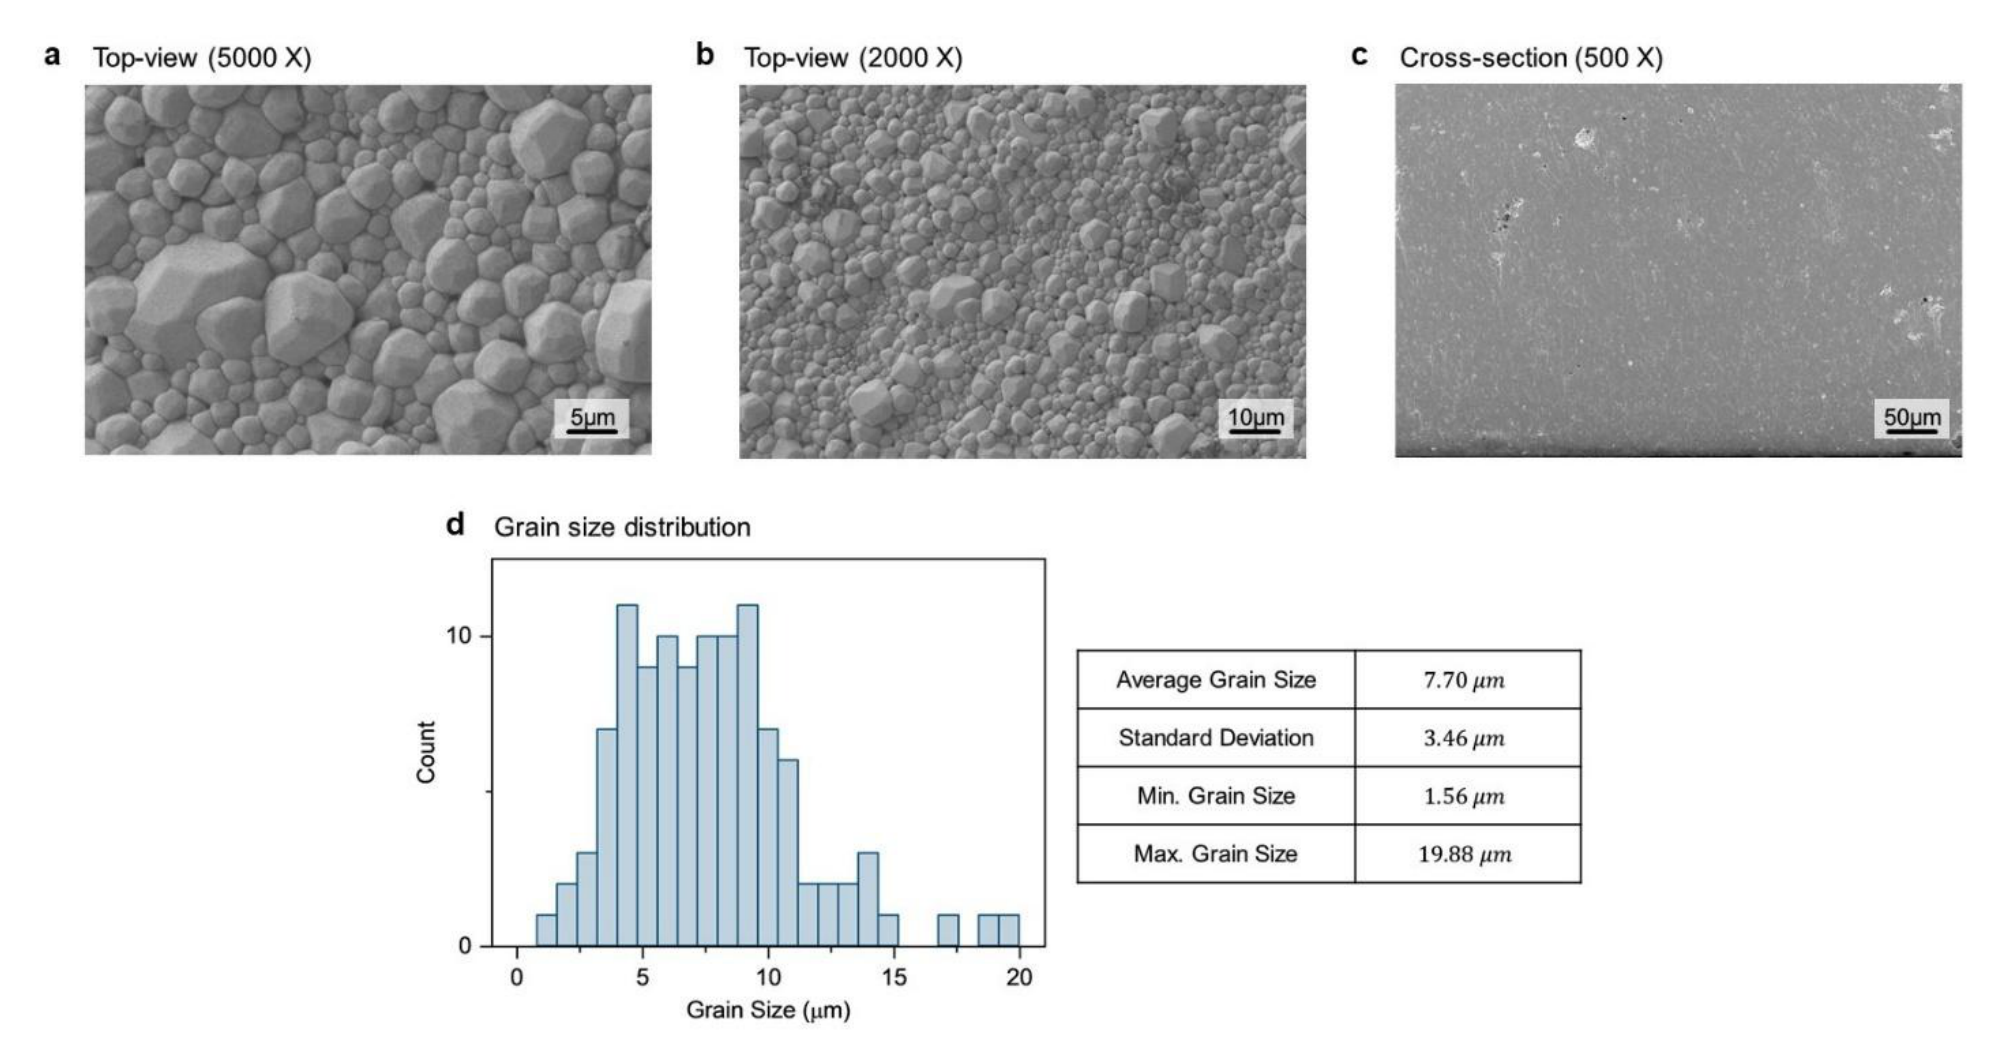 a Top-view (5000 X)
b Top-view (2000 X)
c Cross-section (500 X)
5μm
10μm
50μm
d Grain size distribution
10
0
Count
0 5 10 15 20
Grain Size (μm)
Average Grain Size 7.70 μm
Standard Deviation 3.46 μm
Min. Grain Size 1.56 μm
Max. Grain Size 19.88 μm